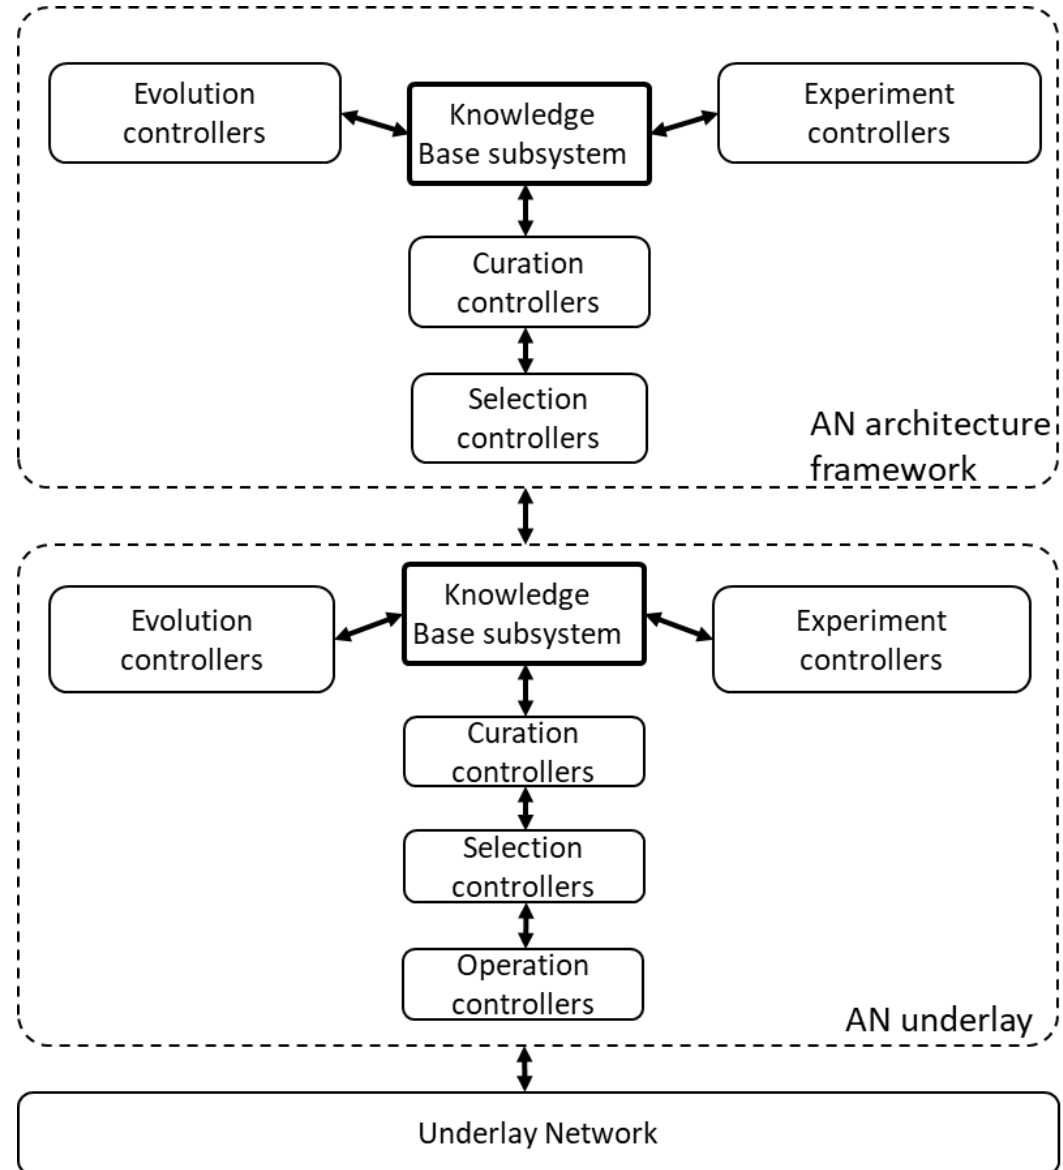 Evolution
controllers
Knowledge
Base subsystem
Experiment
controllers
Curation
controllers
Selection
controllers
AN architecture
framework
Evolution
controllers
Knowledge
Base subsystem
Experiment
controllers
Curation
controllers
Selection
controllers
Operation
controllers
AN underlay
Underlay Network